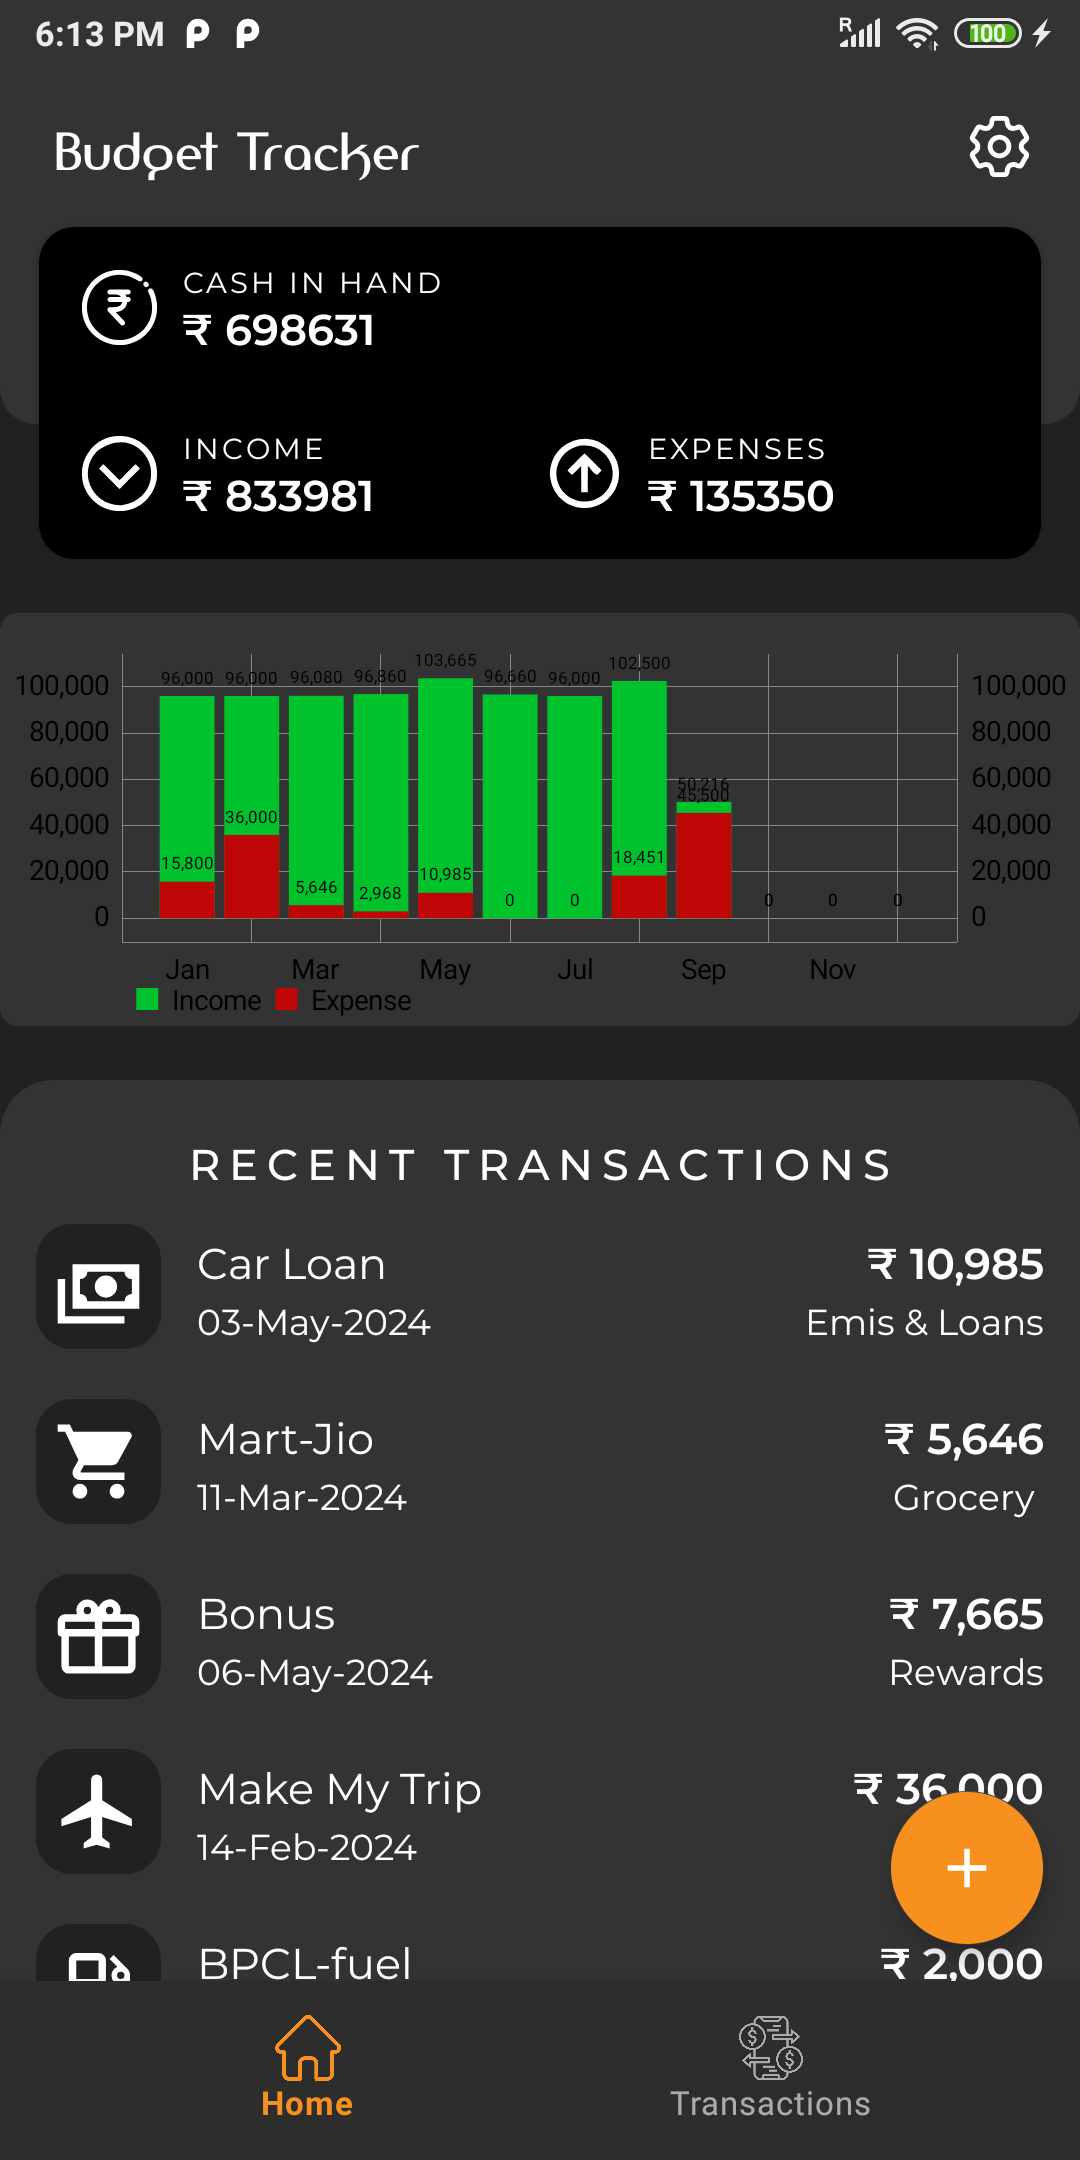 6:13 PM
R
100
Budget Tracker
CASH IN HAND
₹ 698631
INCOME
₹ 833981
EXPENSES
₹ 135350
103,665
102,500
96,000 96,000 96,080 96,860 96,660 96,000
100,000 100,000
80,000 80,000
60,000 60,000
50,216
45,500
40,000 40,000
36,000
20,000 20,000
15,800 5,646 2,968 10,985 0 0 18,451 0 0 0
0 0
Jan Mar May Jul Sep Nov
Income Expense
RECENT TRANSACTIONS
Car Loan ₹ 10,985
03-May-2024 Emis & Loans
Mart-Jio ₹ 5,646
11-Mar-2024 Grocery
Bonus ₹ 7,665
06-May-2024 Rewards
Make My Trip ₹ 36,000
14-Feb-2024
BPCL-fuel ₹ 2,000
Home Transactions